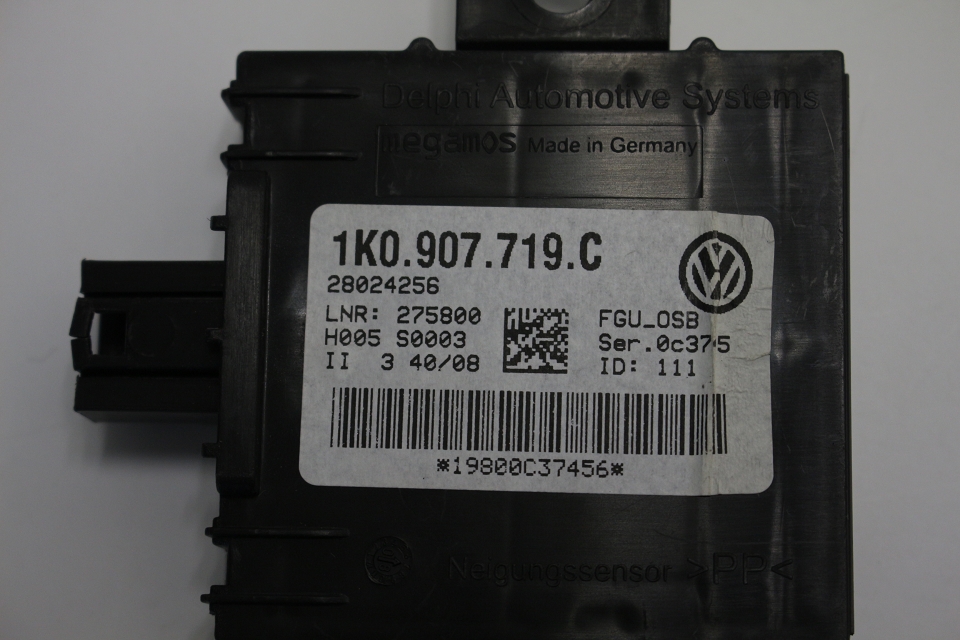 Delphi Automotive Systems
megamos Made in Germany
1K0.907.719.C
28024256
LNR: 275800
FGU_OSB
H005 S0003
Ser.0c375
II 3 40/08
ID: 111
*19800C37456*
Neigungssensor >PP<